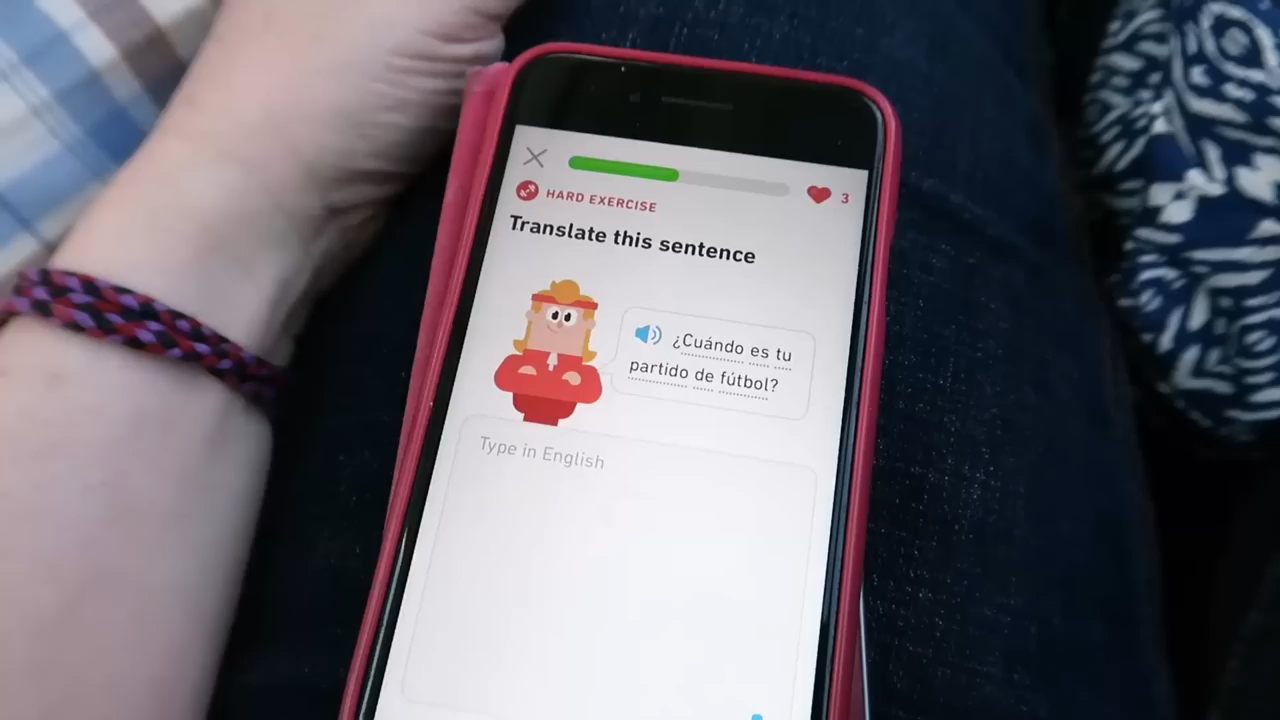 3
HARD EXERCISE
Translate this sentence
¿Cuándo es tu
partido de fútbol?
Type in English